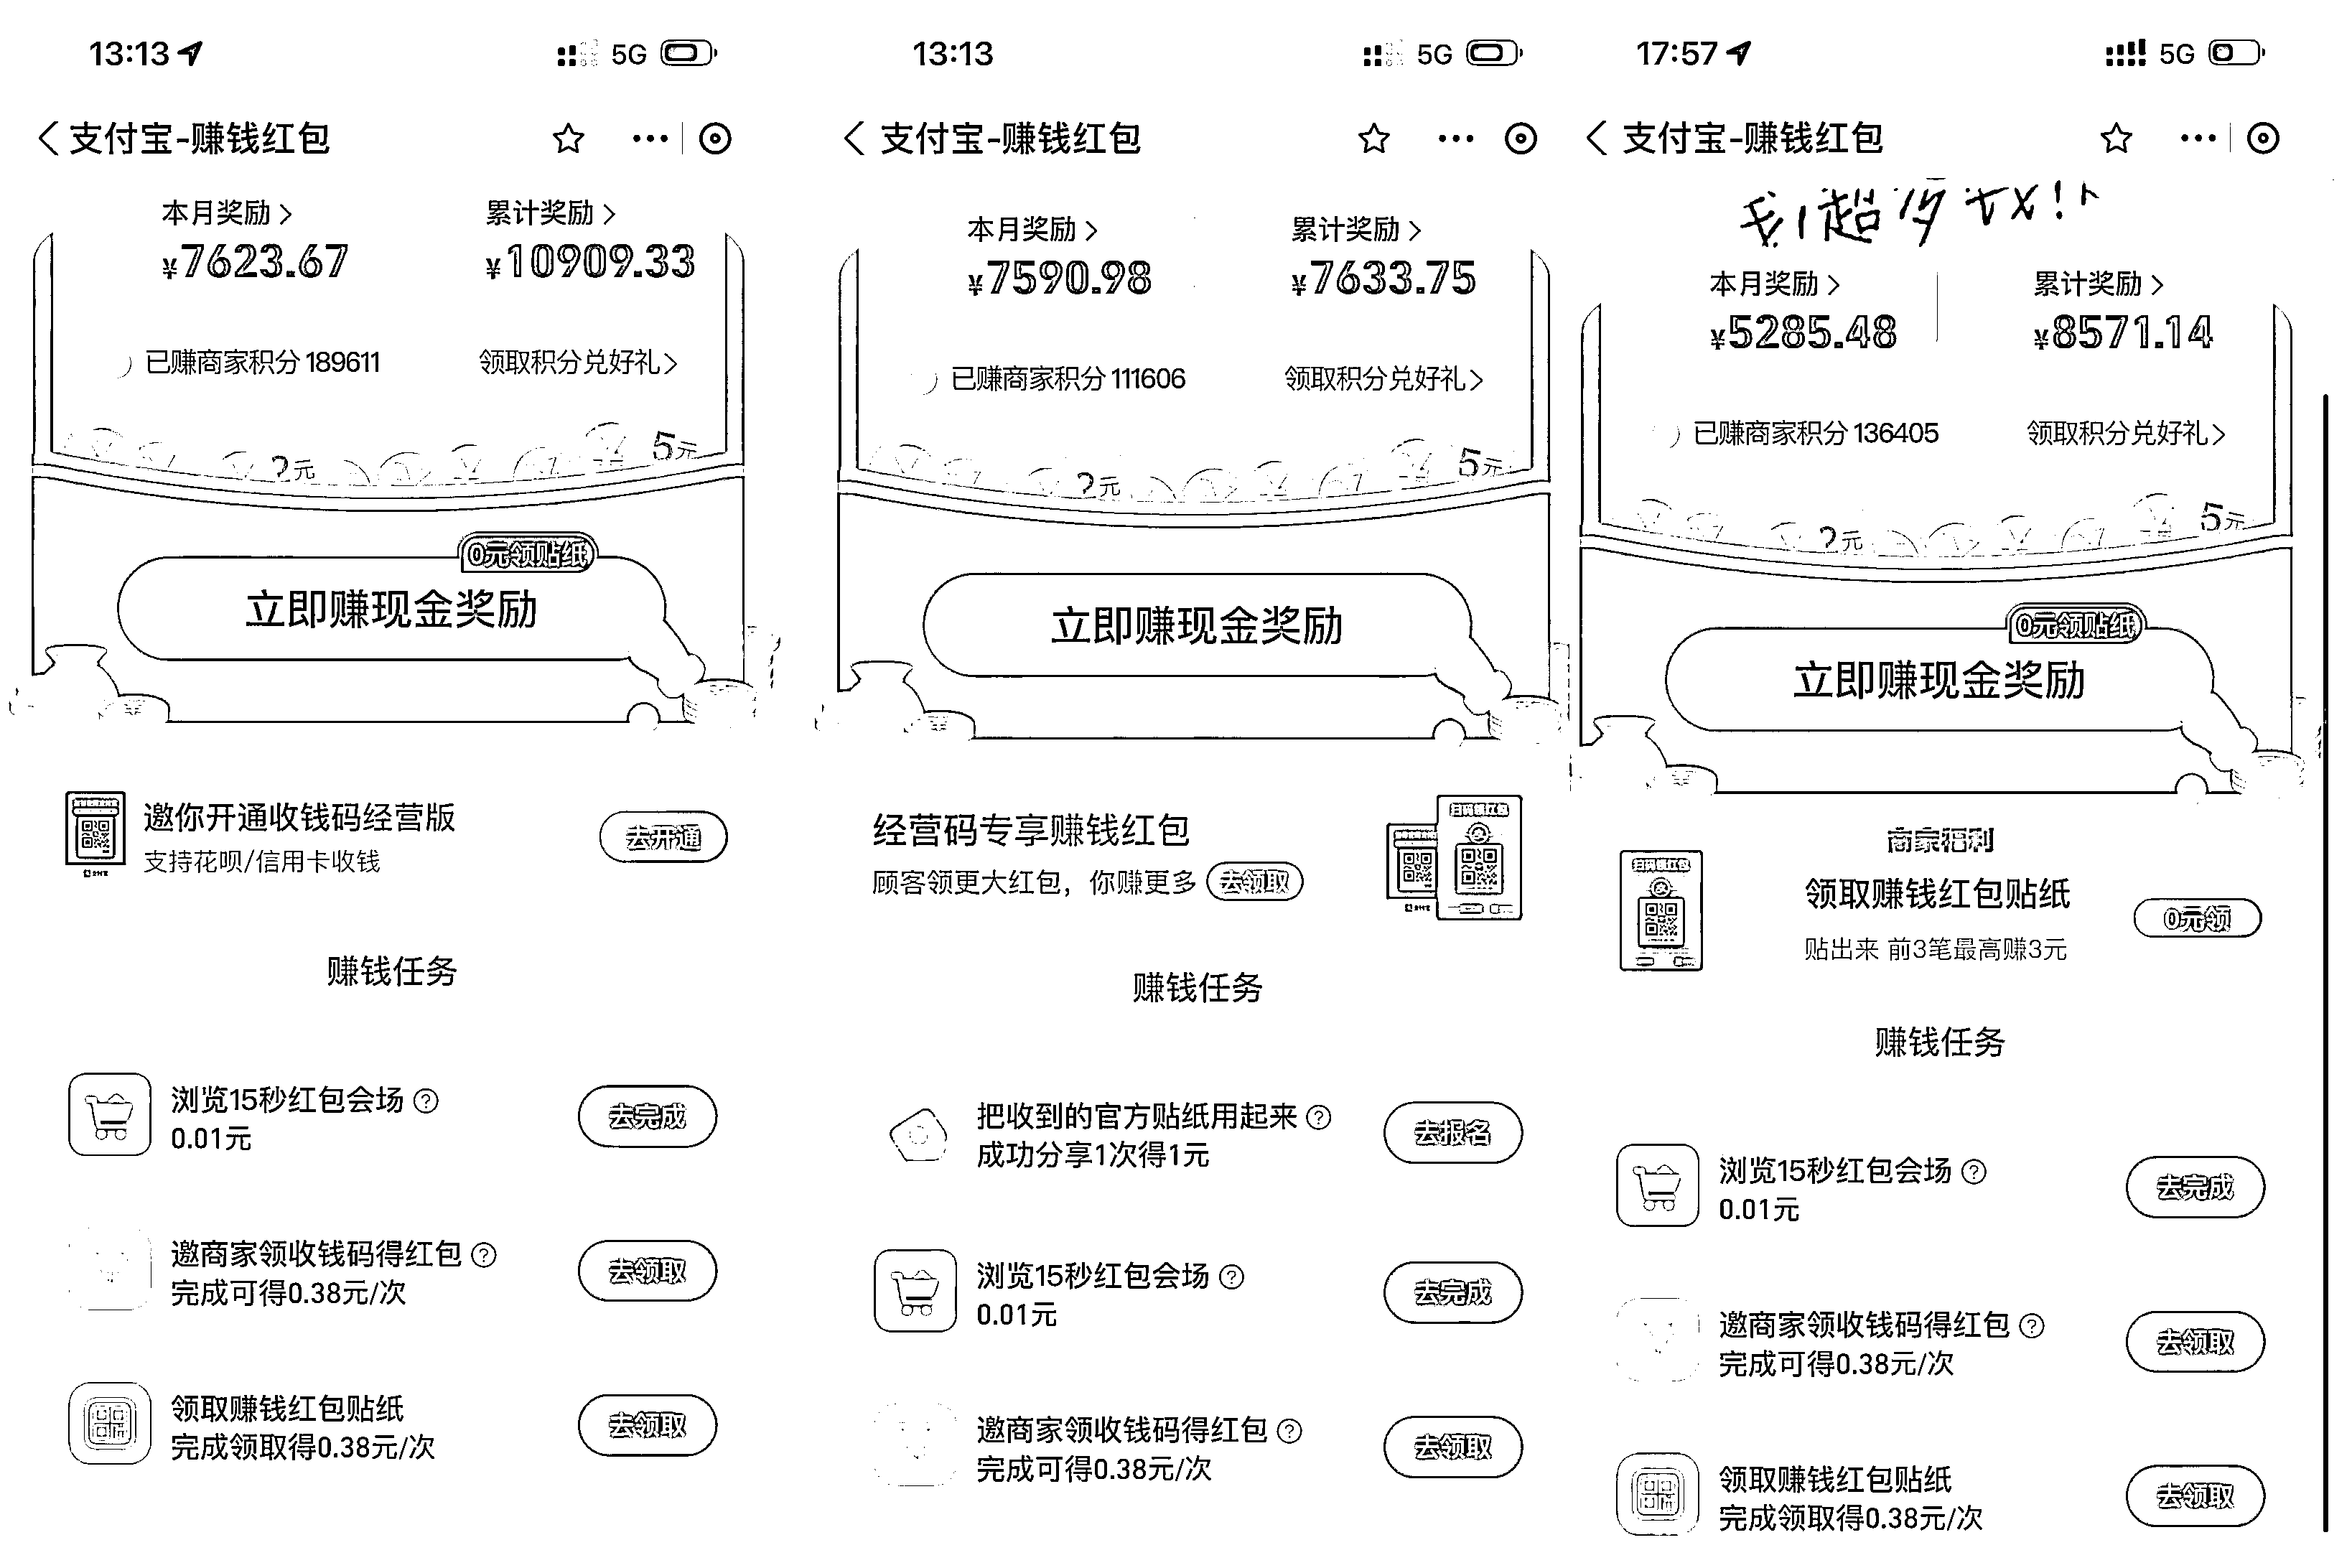 13:13 5G
支付宝-赚钱红包
本月奖励 累计奖励
¥7623.67 ¥10909.33
已赚商家积分 189611 领取积分兑好礼
2元 5元
0元领贴纸
立即赚现金奖励
邀你开通收钱码经营版
支持花呗/信用卡收钱
去开通
赚钱任务
浏览15秒红包会场
0.01元
去完成
邀商家领收钱码得红包
完成可得0.38元/次
去领取
领取赚钱红包贴纸
完成领取得0.38元/次
去领取
13:13 5G
支付宝-赚钱红包
本月奖励 累计奖励
¥7590.98 ¥7633.75
已赚商家积分 111606 领取积分兑好礼
2元 5元
立即赚现金奖励
经营码专享赚钱红包
顾客领更大红包，你赚更多 去领取
扫码领红包
赚钱任务
把收到的官方贴纸用起来
成功分享1次得1元
去报名
浏览15秒红包会场
0.01元
去完成
邀商家领收钱码得红包
完成可得0.38元/次
去领取
17:57 5G
支付宝-赚钱红包
本月奖励 累计奖励
¥5285.48 ¥8571.14
已赚商家积分 136405 领取积分兑好礼
2元 5元
0元领贴纸
立即赚现金奖励
商家福利
扫码领红包
领取赚钱红包贴纸
贴出来 前3笔最高赚3元
0元领
赚钱任务
浏览15秒红包会场
0.01元
去完成
邀商家领收钱码得红包
完成可得0.38元/次
去领取
领取赚钱红包贴纸
完成领取得0.38元/次
去领取